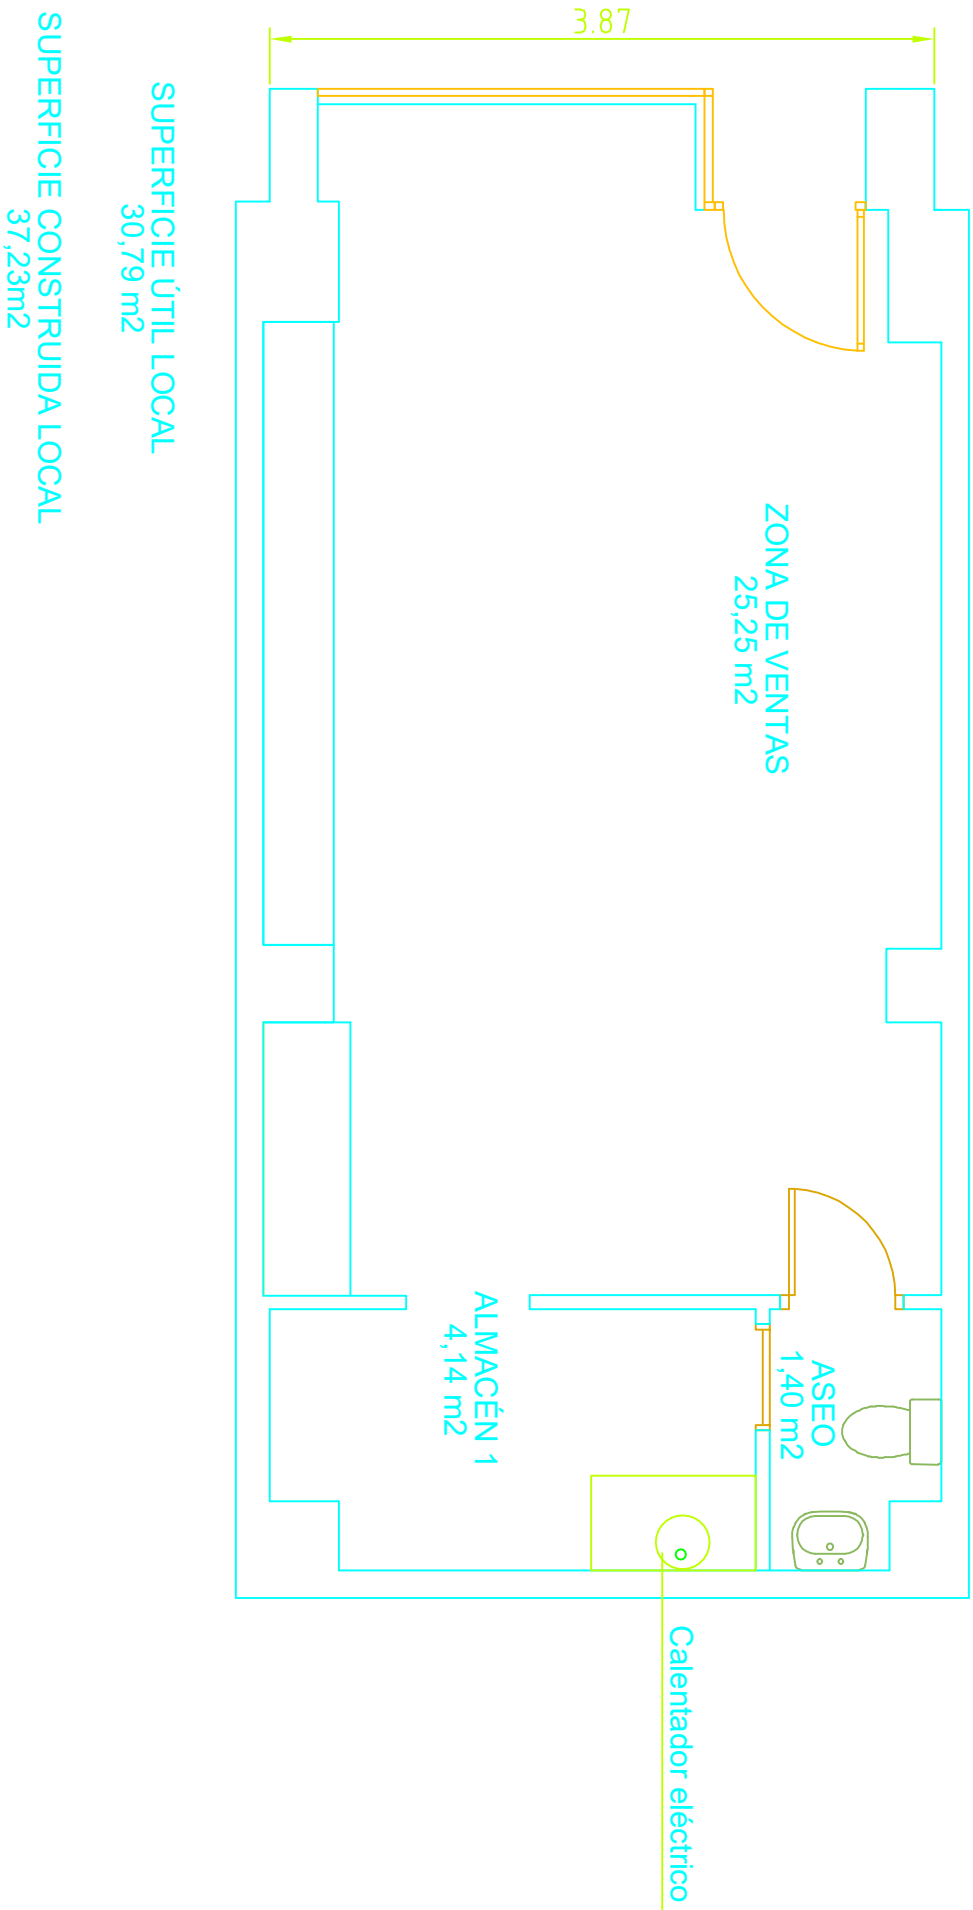 3.87
SUPERFICIE CONSTRUIDA LOCAL
37,23m2
SUPERFICIE ÚTIL LOCAL
30,79 m2
ZONA DE VENTAS
25,25 m2
ASEO
1,40 m2
ALMACÉN 1
4,14 m2
Calentador eléctrico